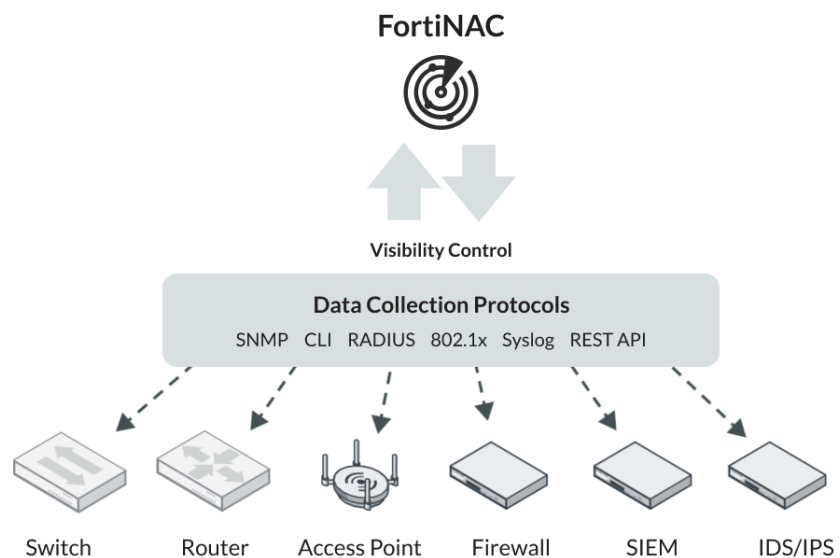 FortiNAC
Visibility Control
Data Collection Protocols
SNMP CLI RADIUS 802.1x Syslog REST API
Switch Router Access Point Firewall SIEM IDS/IPS